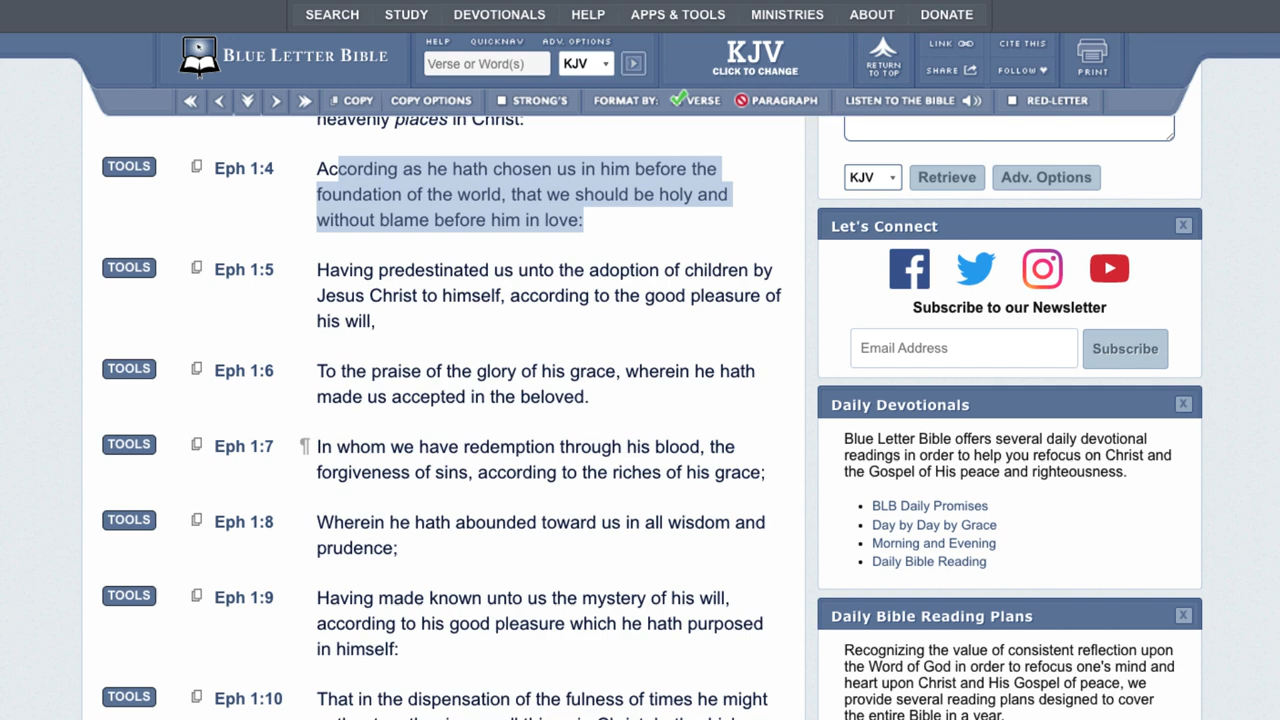 SEARCH STUDY DEVOTIONALS HELP APPS & TOOLS MINISTRIES ABOUT DONATE
BLUE LETTER BIBLE
HELP QUICKNAV ADV. OPTIONS
Verse or Word(s) KJV
KJV
CLICK TO CHANGE
RETURN
TO TOP
LINK CITE THIS
SHARE FOLLOW
PRINT
COPY COPY OPTIONS STRONG'S FORMAT BY: VERSE PARAGRAPH LISTEN TO THE BIBLE RED-LETTER
heavenly places in Christ:
TOOLS Eph 1:4 According as he hath chosen us in him before the
foundation of the world, that we should be holy and
without blame before him in love:
TOOLS Eph 1:5 Having predestinated us unto the adoption of children by
Jesus Christ to himself, according to the good pleasure of
his will,
TOOLS Eph 1:6 To the praise of the glory of his grace, wherein he hath
made us accepted in the beloved.
TOOLS Eph 1:7 ¶ In whom we have redemption through his blood, the
forgiveness of sins, according to the riches of his grace;
TOOLS Eph 1:8 Wherein he hath abounded toward us in all wisdom and
prudence;
TOOLS Eph 1:9 Having made known unto us the mystery of his will,
according to his good pleasure which he hath purposed
in himself:
TOOLS Eph 1:10 That in the dispensation of the fulness of times he might
KJV Retrieve Adv. Options
Let's Connect X
Subscribe to our Newsletter
Email Address Subscribe
Daily Devotionals X
Blue Letter Bible offers several daily devotional
readings in order to help you refocus on Christ and
the Gospel of His peace and righteousness.
• BLB Daily Promises
• Day by Day by Grace
• Morning and Evening
• Daily Bible Reading
Daily Bible Reading Plans X
Recognizing the value of consistent reflection upon
the Word of God in order to refocus one's mind and
heart upon Christ and His Gospel of peace, we
provide several reading plans designed to cover
the entire Bible in a year.